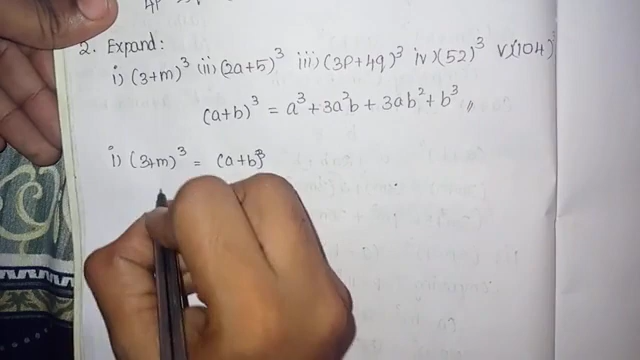 2. Expand:
i) (3+m)³ (ii) (2a+5)³ iii) (3p+4q)³ iv) (52)³ v) (104)³
(a+b)³ = a³ + 3a²b + 3ab² + b³
i) (3+m)³ = (a+b)³